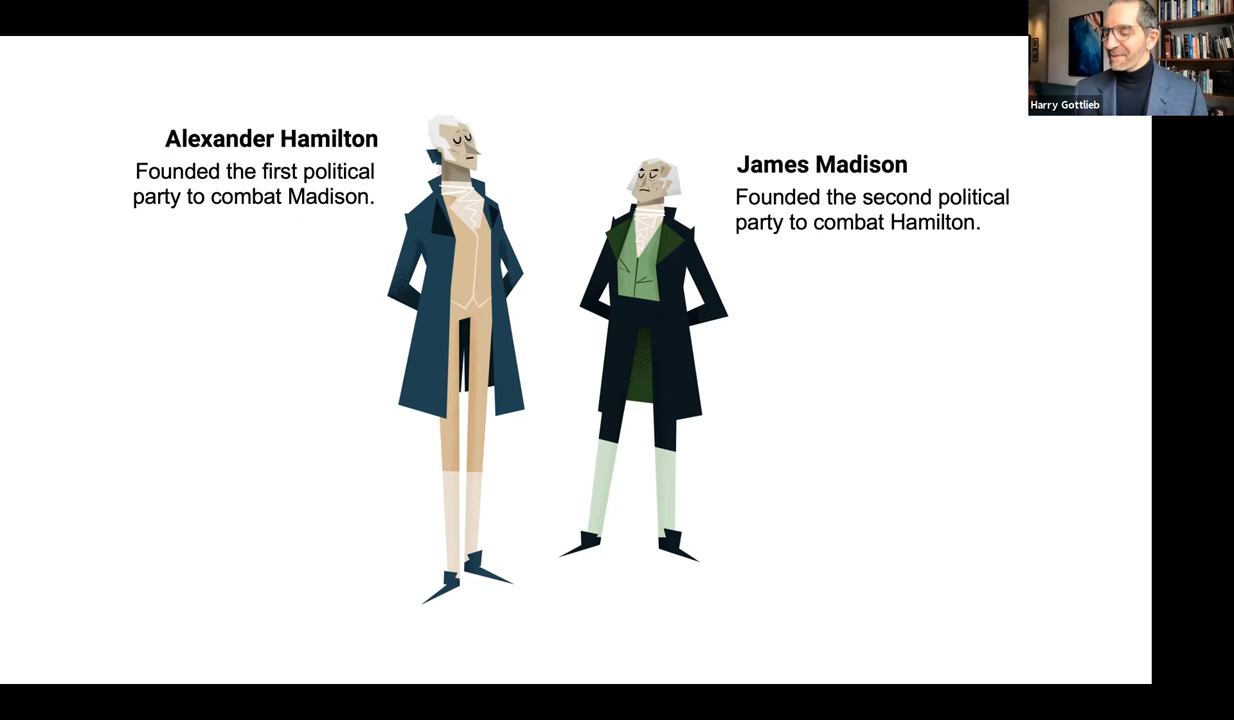 Alexander Hamilton
Founded the first political
party to combat Madison.
James Madison
Founded the second political
party to combat Hamilton.
Harry Gottlieb